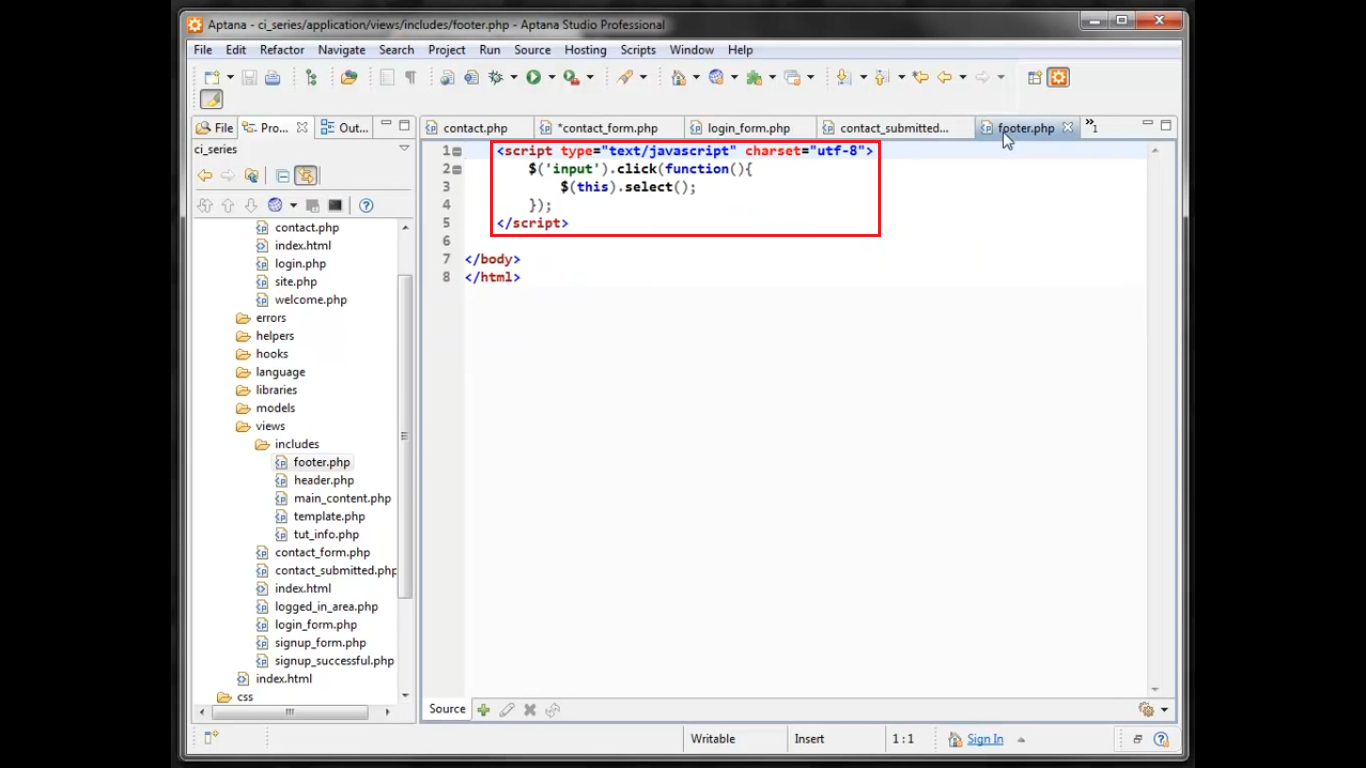 Aptana - ci_series/application/views/includes/footer.php - Aptana Studio Professional
File Edit Refactor Navigate Search Project Run Source Hosting Scripts Window Help
File Pro... Out...
contact.php *contact_form.php login_form.php contact_submitted... footer.php »1
ci_series
contact.php
index.html
login.php
site.php
welcome.php
errors
helpers
hooks
language
libraries
models
views
includes
footer.php
header.php
main_content.php
template.php
tut_info.php
contact_form.php
contact_submitted.php
index.html
logged_in_area.php
login_form.php
signup_form.php
signup_successful.php
index.html
css
1 <script type="text/javascript" charset="utf-8">
2 $('input').click(function(){
3 $(this).select();
4 });
5 </script>
6
7 </body>
8 </html>
Source
Writable Insert 1:1 Sign In